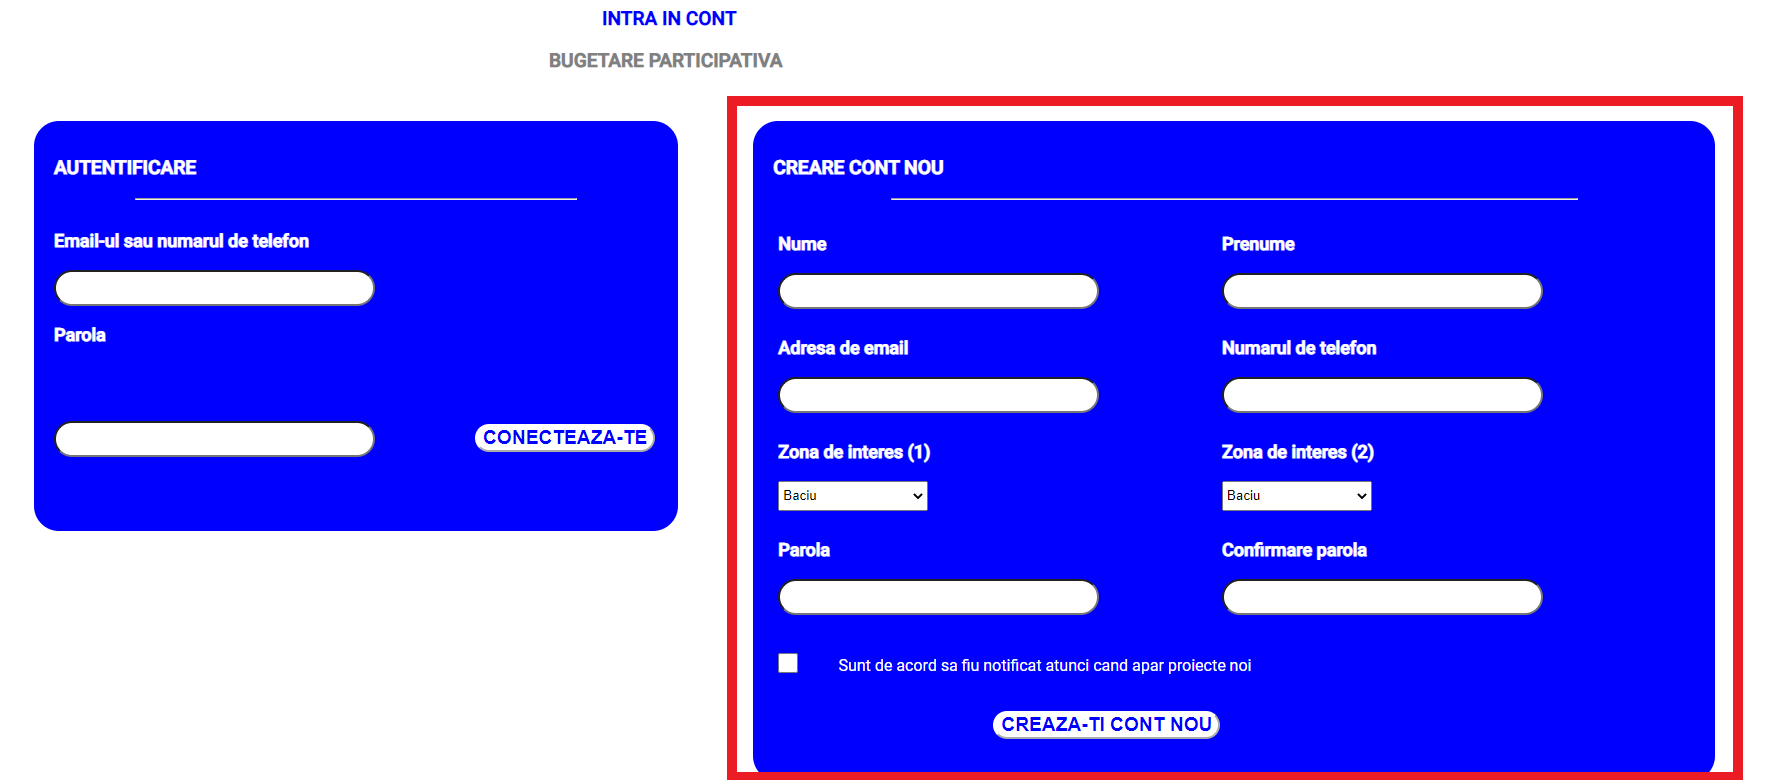 INTRA IN CONT
BUGETARE PARTICIPATIVA
AUTENTIFICARE
Email-ul sau numarul de telefon
Parola
CONECTEAZA-TE
CREARE CONT NOU
Nume
Prenume
Adresa de email
Numarul de telefon
Zona de interes (1)
Zona de interes (2)
Baciu
Baciu
Parola
Confirmare parola
Sunt de acord sa fiu notificat atunci cand apar proiecte noi
CREAZA-TI CONT NOU